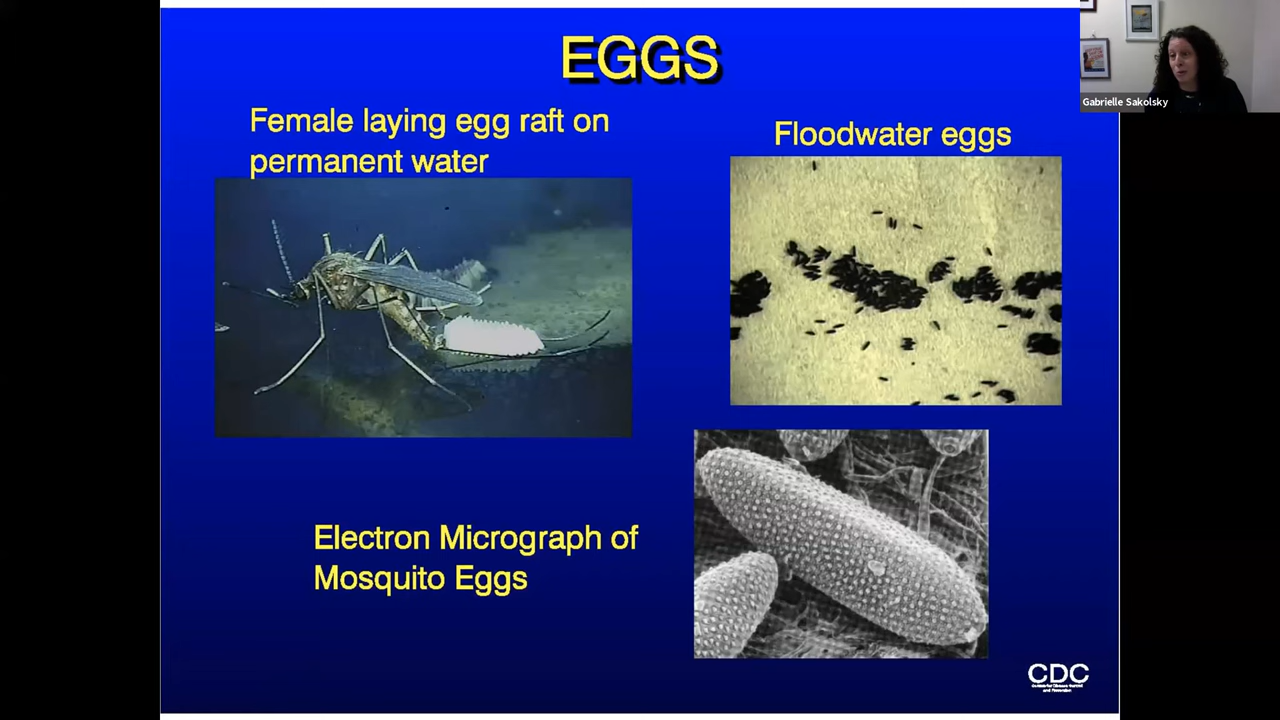 EGGS
Gabrielle Sakolsky
Female laying egg raft on
permanent water
Floodwater eggs
Electron Micrograph of
Mosquito Eggs
CDC